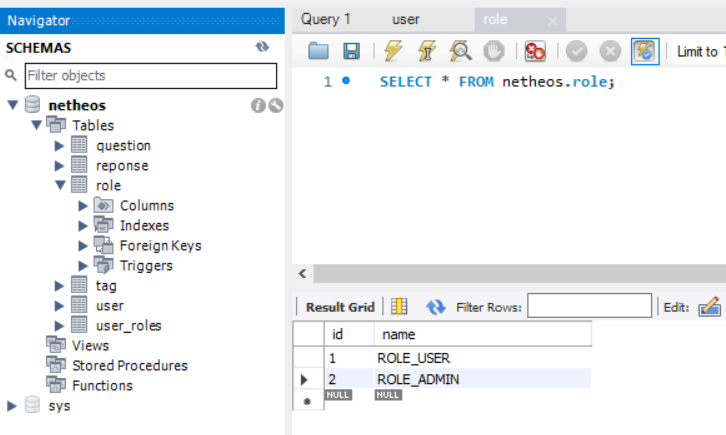 Navigator
SCHEMAS
Filter objects
netheos
Tables
question
reponse
role
Columns
Indexes
Foreign Keys
Triggers
tag
user
user_roles
Views
Stored Procedures
Functions
sys
Query 1 user role
Limit to 1
1 SELECT * FROM netheos.role;
Result Grid Filter Rows: Edit:
id name
1 ROLE_USER
2 ROLE_ADMIN
NULL NULL